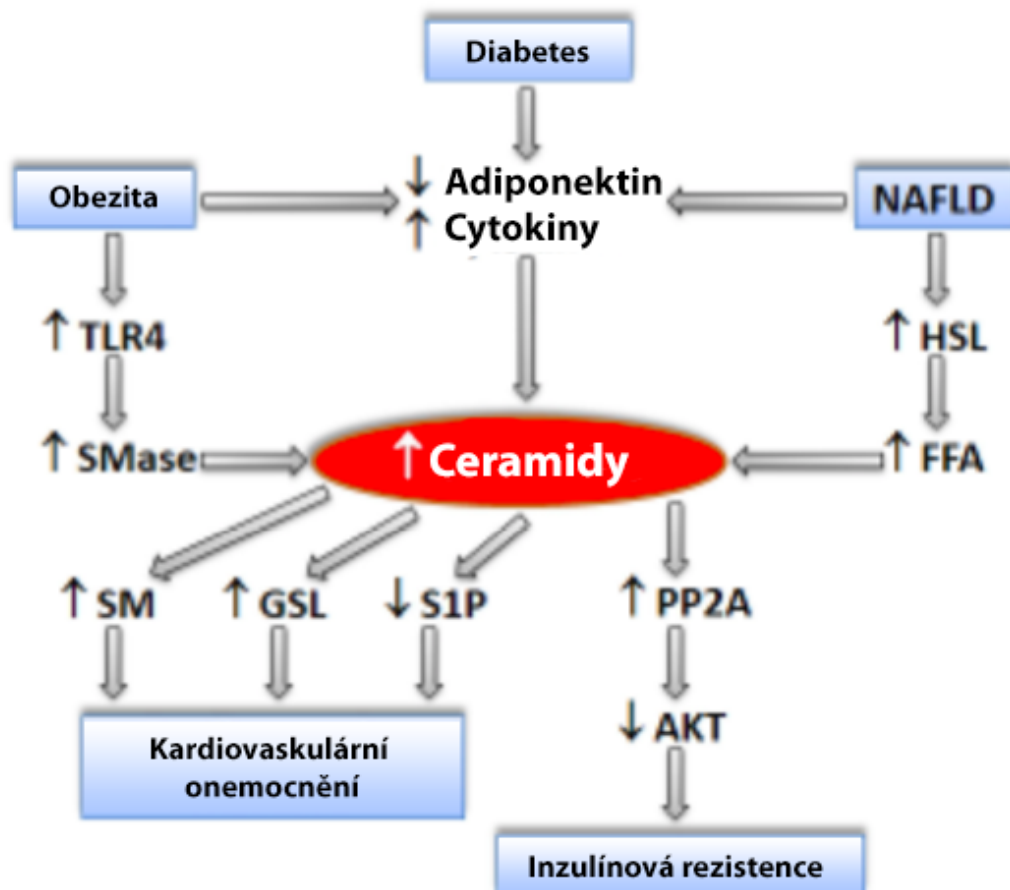 Diabetes
Obezita
↓ Adiponektin
NAFLD
↑ Cytokiny
↑ TLR4
↑ HSL
↑ SMase
↑ Ceramidy
↑ FFA
↑ SM
↑ GSL
↓ S1P
↑ PP2A
↓ AKT
Kardiovaskulární
onemocnění
Inzulínová rezistence